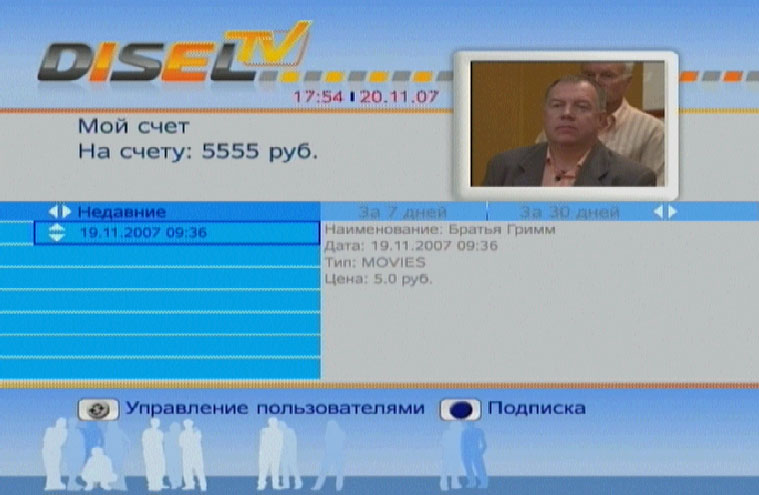 DISELTV
17:54 20.11.07
Мой счет
На счету: 5555 руб.
Недавние За 7 дней За 30 дней
19.11.2007 09:36
Наименование: Братья Гримм
Дата: 19.11.2007 09:36
Тип: MOVIES
Цена: 5.0 руб.
Управление пользователями Подписка